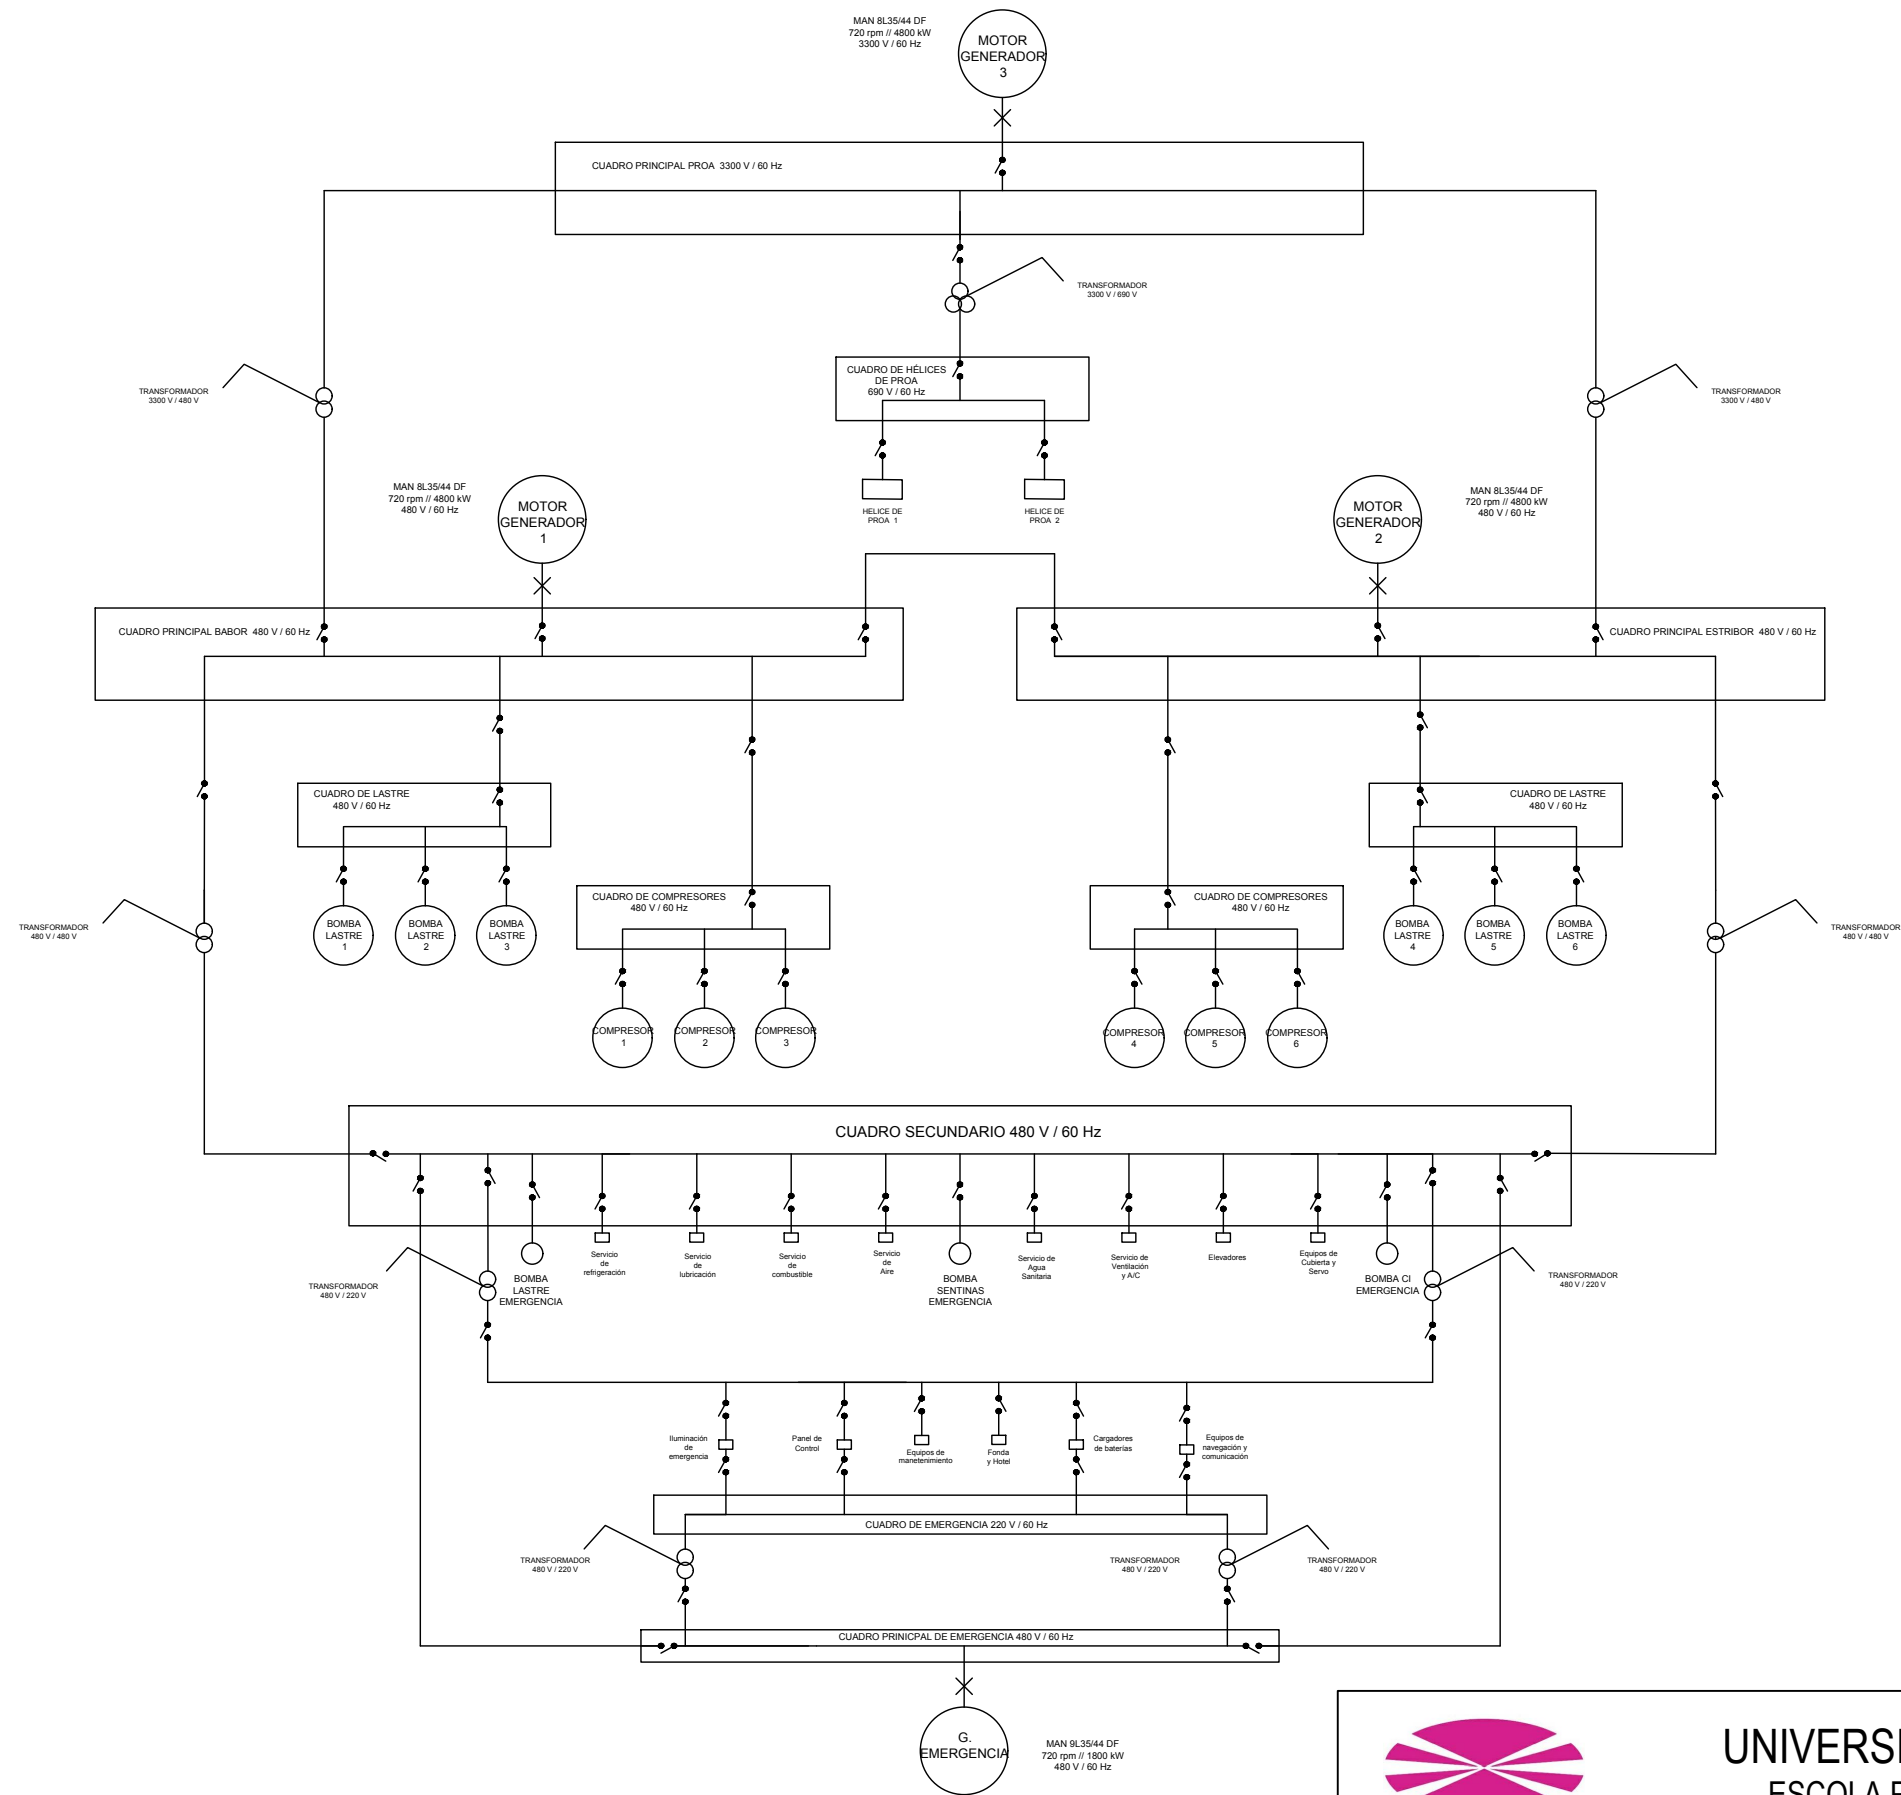 MAN 8L35/44 DF
720 rpm // 4800 kW
3300 V / 60 Hz
MOTOR
GENERADOR
3
CUADRO PRINCIPAL PROA 3300 V / 60 Hz
TRANSFORMADOR
3300 V / 690 V
CUADRO DE HÉLICES
DE PROA
690 V / 60 Hz
TRANSFORMADOR
3300 V / 480 V
TRANSFORMADOR
3300 V / 480 V
HELICE DE
PROA 1
HELICE DE
PROA 2
MAN 8L35/44 DF
720 rpm // 4800 kW
480 V / 60 Hz
MOTOR
GENERADOR
1
MOTOR
GENERADOR
2
MAN 8L35/44 DF
720 rpm // 4800 kW
480 V / 60 Hz
CUADRO PRINCIPAL BABOR 480 V / 60 Hz
CUADRO PRINCIPAL ESTRIBOR 480 V / 60 Hz
CUADRO DE LASTRE
480 V / 60 Hz
CUADRO DE LASTRE
480 V / 60 Hz
CUADRO DE COMPRESORES
480 V / 60 Hz
CUADRO DE COMPRESORES
480 V / 60 Hz
TRANSFORMADOR
480 V / 480 V
BOMBA
LASTRE
1
BOMBA
LASTRE
2
BOMBA
LASTRE
3
BOMBA
LASTRE
4
BOMBA
LASTRE
5
BOMBA
LASTRE
6
TRANSFORMADOR
480 V / 480 V
COMPRESOR
1
COMPRESOR
2
COMPRESOR
3
COMPRESOR
4
COMPRESOR
5
COMPRESOR
6
CUADRO SECUNDARIO 480 V / 60 Hz
TRANSFORMADOR
480 V / 220 V
BOMBA
LASTRE
EMERGENCIA
Servicio
de
refrigeración
Servicio
de
lubricación
Servicio
de
combustible
Servicio
de
Aire
BOMBA
SENTINAS
EMERGENCIA
Servicio de
Agua
Sanitaria
Servicio de
Ventilación
y A/C
Elevadores
Equipos de
Cubierta y
Servo
BOMBA CI
EMERGENCIA
TRANSFORMADOR
480 V / 220 V
Iluminación
de
emergencia
Panel de
Control
Equipos de
manetenimiento
Fonda
y Hotel
Cargadores
de baterías
Equipos de
navegación y
comunicación
CUADRO DE EMERGENCIA 220 V / 60 Hz
TRANSFORMADOR
480 V / 220 V
TRANSFORMADOR
480 V / 220 V
TRANSFORMADOR
480 V / 220 V
CUADRO PRINICPAL DE EMERGENCIA 480 V / 60 Hz
G.
EMERGENCIA
MAN 9L35/44 DF
720 rpm // 1800 kW
480 V / 60 Hz
UNIVERSI
ESCOLA P